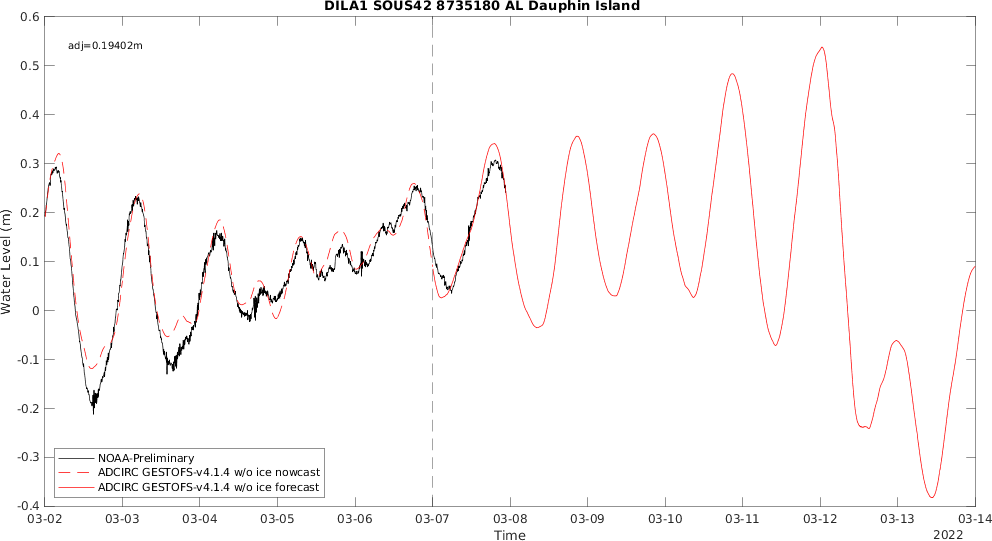 DILA1 SOUS42 8735180 AL Dauphin Island
0.6
adj=0.19402m
0.5
0.4
0.3
0.2
0.1
0
-0.1
-0.2
-0.3
-0.4
Water Level (m)
NOAA-Preliminary
ADCIRC GESTOFS-v4.1.4 w/o ice nowcast
ADCIRC GESTOFS-v4.1.4 w/o ice forecast
03-02 03-03 03-04 03-05 03-06 03-07 03-08 03-09 03-10 03-11 03-12 03-13 03-14
Time
2022